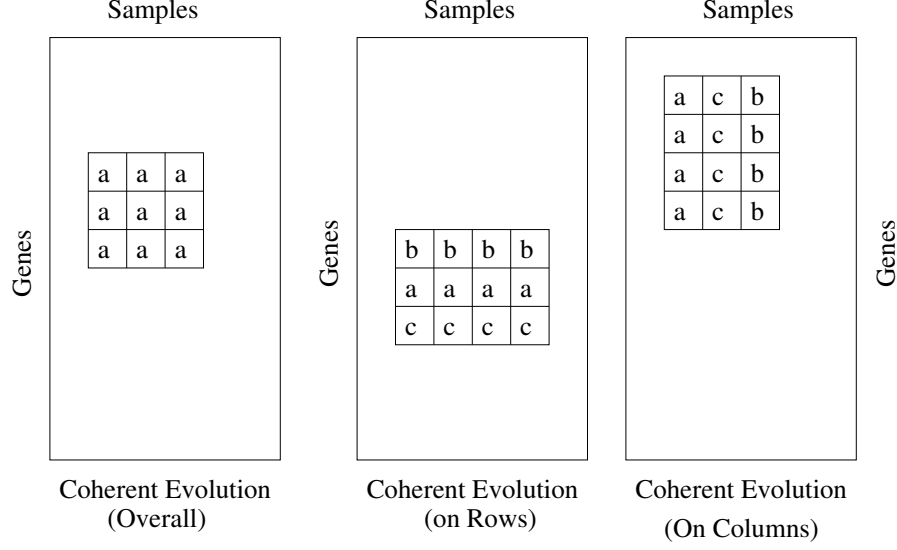 Samples
Samples
Samples
Genes
a a a
a a a
a a a
Coherent Evolution
(Overall)
Genes
b b b b
a a a a
c c c c
Coherent Evolution
(on Rows)
a c b
a c b
a c b
a c b
Genes
Coherent Evolution
(On Columns)